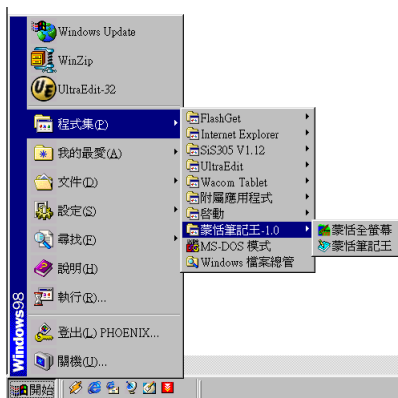 Windows Update
WinZip
UltraEdit-32
程式集(P)
我的最愛(A)
文件(D)
設定(S)
尋找(F)
說明(H)
執行(R)...
登出(L) PHOENIX...
關機(U)...
Windows98
開始
FlashGet
Internet Explorer
SiS305 V1.12
UltraEdit
Wacom Tablet
附屬應用程式
啟動
蒙恬筆記王-1.0
MS-DOS 模式
Windows 檔案總管
蒙恬全螢幕
蒙恬筆記王